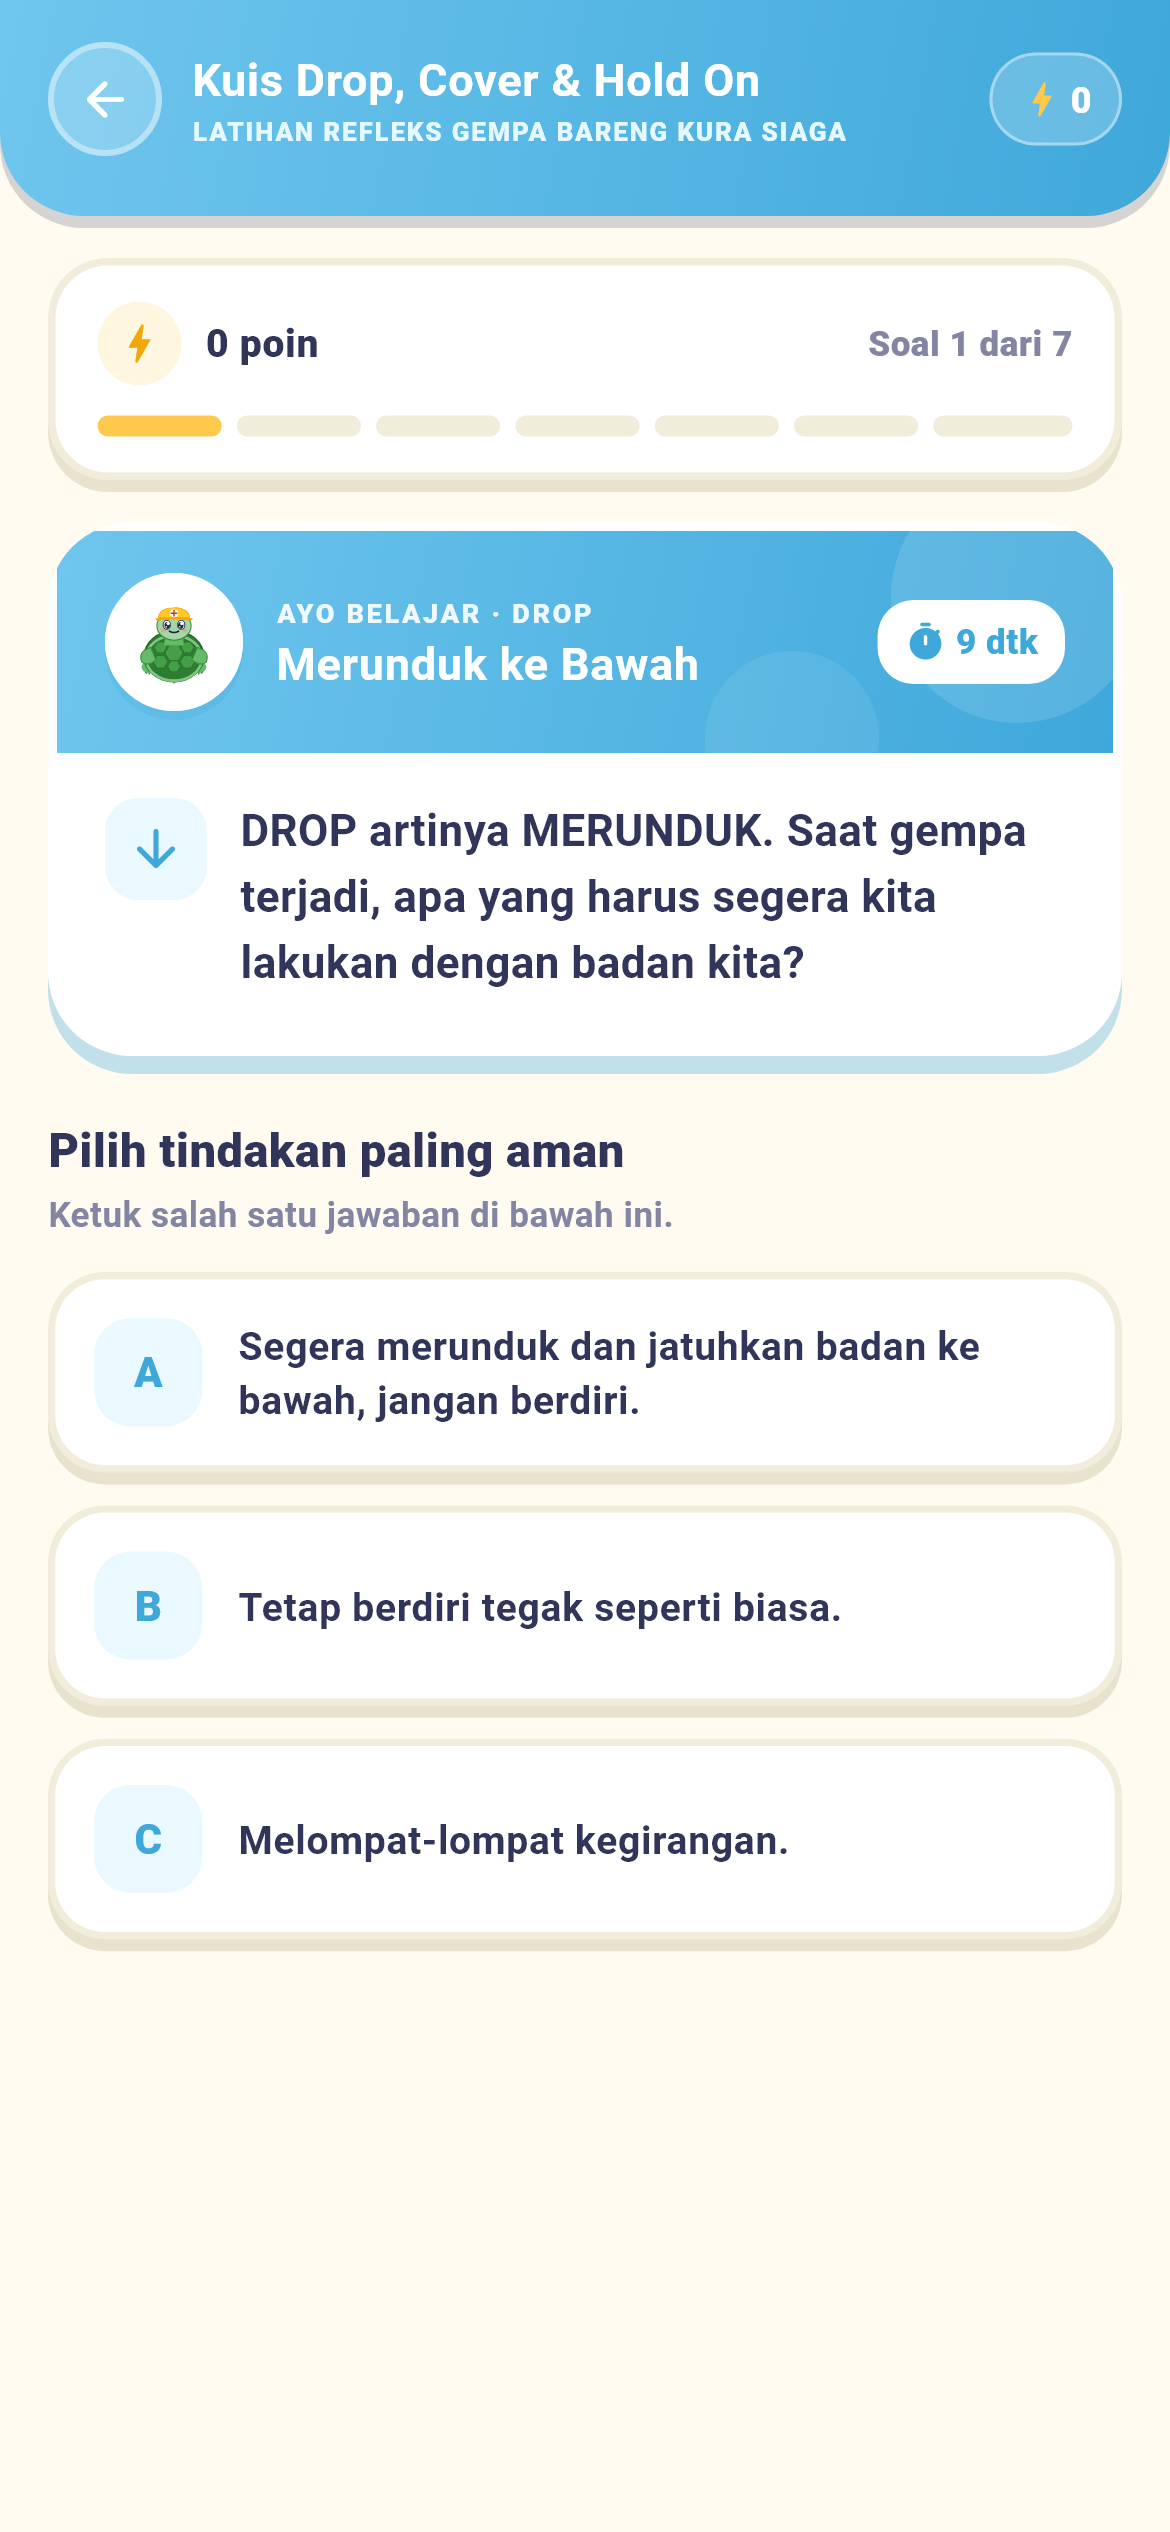 Kuis Drop, Cover & Hold On
LATIHAN REFLEKS GEMPA BARENG KURA SIAGA
0
0 poin
Soal 1 dari 7
AYO BELAJAR · DROP
Merunduk ke Bawah
9 dtk
DROP artinya MERUNDUK. Saat gempa
terjadi, apa yang harus segera kita
lakukan dengan badan kita?
Pilih tindakan paling aman
Ketuk salah satu jawaban di bawah ini.
A
Segera merunduk dan jatuhkan badan ke
bawah, jangan berdiri.
B
Tetap berdiri tegak seperti biasa.
C
Melompat-lompat kegirangan.